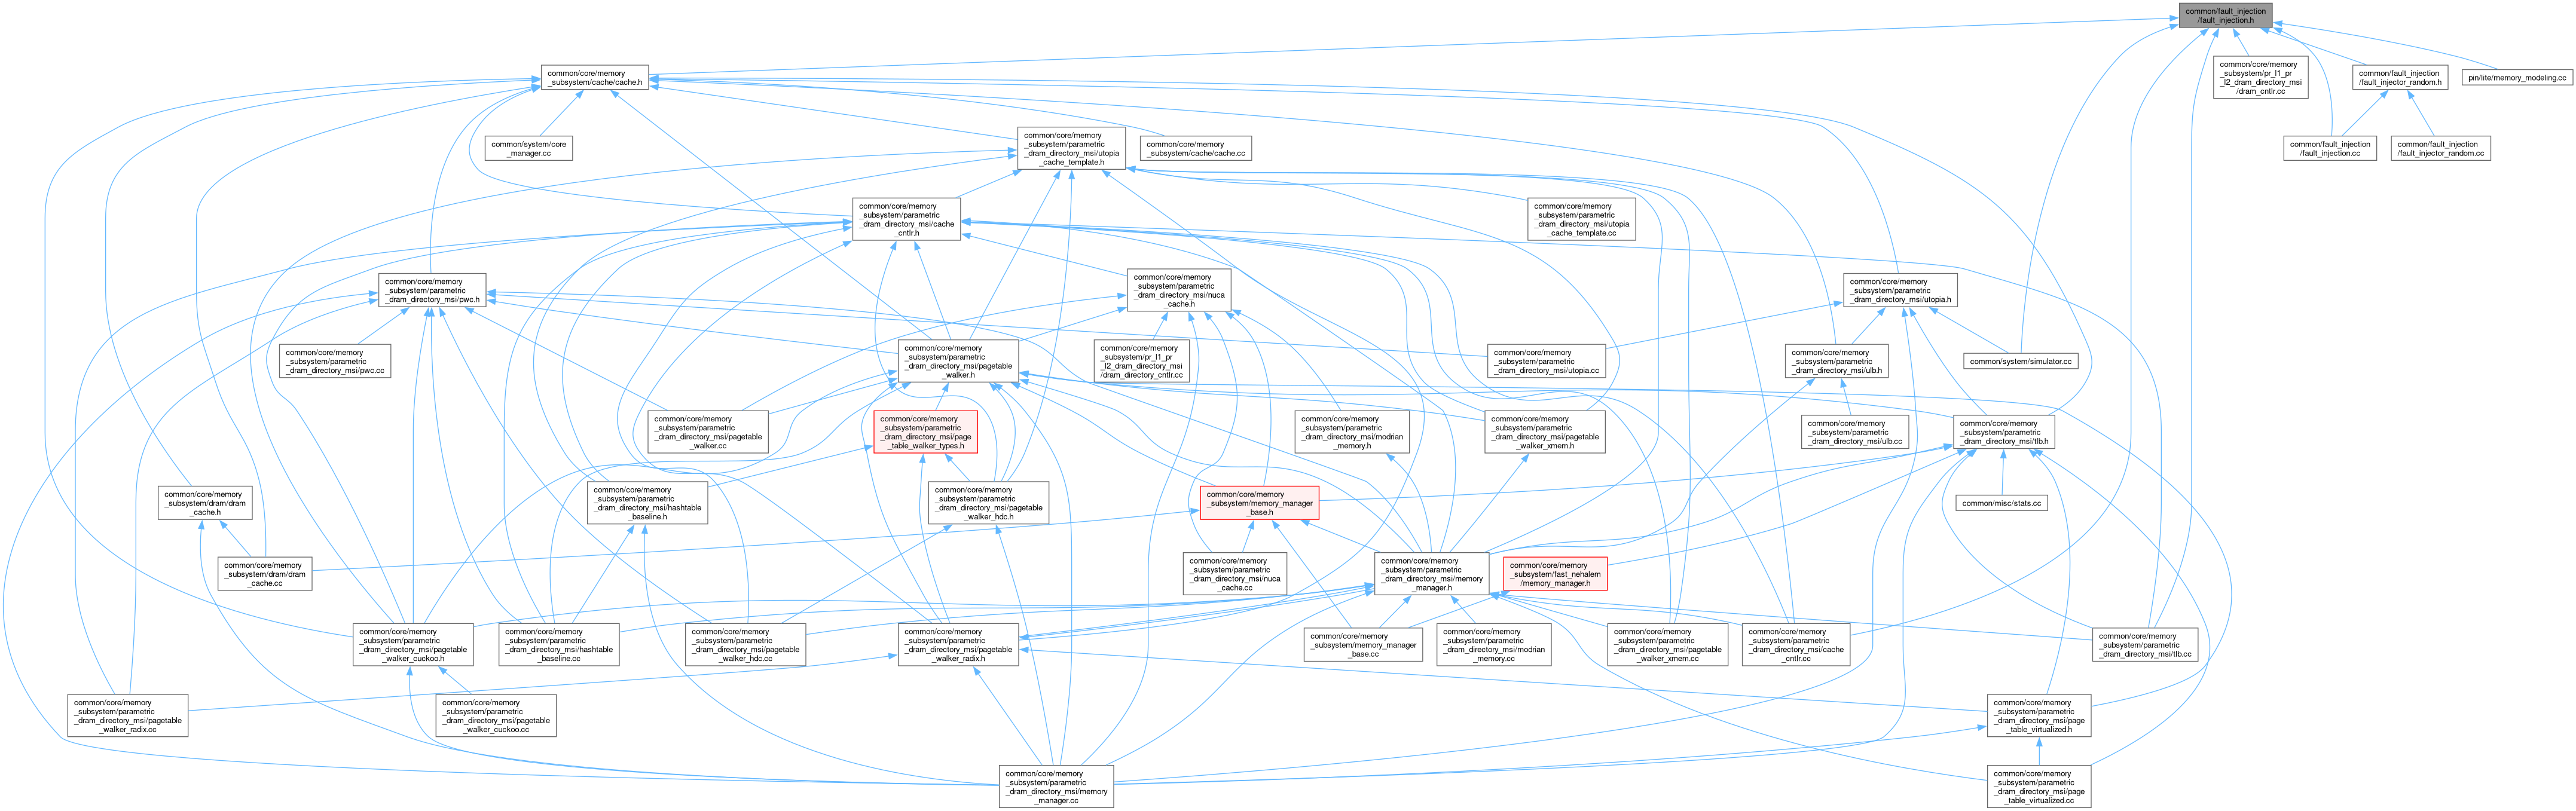 common/fault_injection
/fault_injection.h
common/core/memory
_subsystem/cache/cache.h
common/core/memory
_subsystem/pr_l1_pr
_l2_dram_directory_msi
/dram_cntlr.cc
common/fault_injection
/fault_injector_random.h
pin/lite/memory_modeling.cc
common/system/core
_manager.cc
common/core/memory
_subsystem/parametric
_dram_directory_msi/utopia
_cache_template.h
common/core/memory
_subsystem/cache/cache.cc
common/fault_injection
/fault_injection.cc
common/fault_injection
/fault_injector_random.cc
common/core/memory
_subsystem/parametric
_dram_directory_msi/cache
_cntlr.h
common/core/memory
_subsystem/parametric
_dram_directory_msi/utopia
_cache_template.cc
common/core/memory
_subsystem/parametric
_dram_directory_msi/pwc.h
common/core/memory
_subsystem/parametric
_dram_directory_msi/nuca
_cache.h
common/core/memory
_subsystem/parametric
_dram_directory_msi/utopia.h
common/core/memory
_subsystem/parametric
_dram_directory_msi/pwc.cc
common/core/memory
_subsystem/parametric
_dram_directory_msi/pagetable
_walker.h
common/core/memory
_subsystem/pr_l1_pr
_l2_dram_directory_msi
/dram_directory_cntlr.cc
common/core/memory
_subsystem/parametric
_dram_directory_msi/utopia.cc
common/core/memory
_subsystem/parametric
_dram_directory_msi/ulb.h
common/system/simulator.cc
common/core/memory
_subsystem/parametric
_dram_directory_msi/pagetable
_walker.cc
common/core/memory
_subsystem/parametric
_dram_directory_msi/page
_table_walker_types.h
common/core/memory
_subsystem/parametric
_dram_directory_msi/modrian
_memory.h
common/core/memory
_subsystem/parametric
_dram_directory_msi/pagetable
_walker_xmem.h
common/core/memory
_subsystem/parametric
_dram_directory_msi/ulb.cc
common/core/memory
_subsystem/parametric
_dram_directory_msi/tlb.h
common/core/memory
_subsystem/dram/dram
_cache.h
common/core/memory
_subsystem/parametric
_dram_directory_msi/hashtable
_baseline.h
common/core/memory
_subsystem/parametric
_dram_directory_msi/pagetable
_walker_hdc.h
common/core/memory
_subsystem/memory_manager
_base.h
common/misc/stats.cc
common/core/memory
_subsystem/dram/dram
_cache.cc
common/core/memory
_subsystem/parametric
_dram_directory_msi/nuca
_cache.cc
common/core/memory
_subsystem/parametric
_dram_directory_msi/memory
_manager.h
common/core/memory
_subsystem/fast_nehalem
/memory_manager.h
common/core/memory
_subsystem/parametric
_dram_directory_msi/pagetable
_walker_cuckoo.h
common/core/memory
_subsystem/parametric
_dram_directory_msi/hashtable
_baseline.cc
common/core/memory
_subsystem/parametric
_dram_directory_msi/pagetable
_walker_hdc.cc
common/core/memory
_subsystem/parametric
_dram_directory_msi/pagetable
_walker_radix.h
common/core/memory
_subsystem/memory_manager
_base.cc
common/core/memory
_subsystem/parametric
_dram_directory_msi/modrian
_memory.cc
common/core/memory
_subsystem/parametric
_dram_directory_msi/pagetable
_walker_xmem.cc
common/core/memory
_subsystem/parametric
_dram_directory_msi/cache
_cntlr.cc
common/core/memory
_subsystem/parametric
_dram_directory_msi/tlb.cc
common/core/memory
_subsystem/parametric
_dram_directory_msi/pagetable
_walker_radix.cc
common/core/memory
_subsystem/parametric
_dram_directory_msi/pagetable
_walker_cuckoo.cc
common/core/memory
_subsystem/parametric
_dram_directory_msi/page
_table_virtualized.h
common/core/memory
_subsystem/parametric
_dram_directory_msi/memory
_manager.cc
common/core/memory
_subsystem/parametric
_dram_directory_msi/page
_table_virtualized.cc